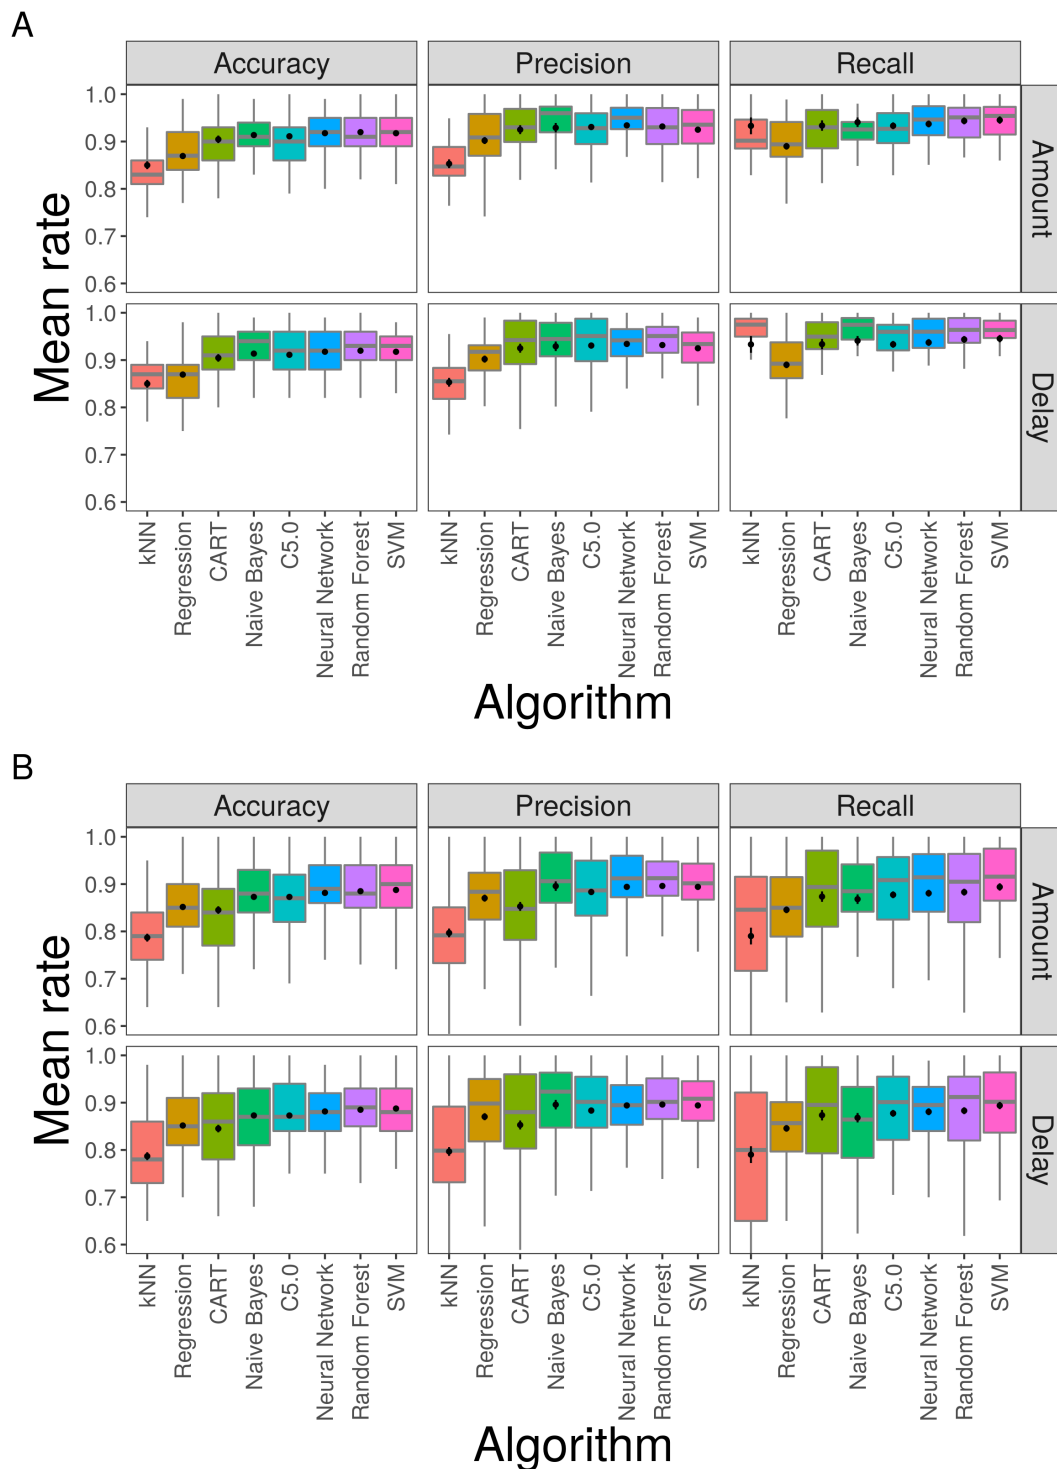 A
Accuracy Precision Recall
1.0
0.9
0.8
0.7
0.6
Amount
1.0
0.9
0.8
0.7
0.6
Delay
Mean rate
kNN Regression CART Naive Bayes C5.0 Neural Network Random Forest SVM kNN Regression CART Naive Bayes C5.0 Neural Network Random Forest SVM kNN Regression CART Naive Bayes C5.0 Neural Network Random Forest SVM
Algorithm
B
Accuracy Precision Recall
1.0
0.9
0.8
0.7
0.6
Amount
1.0
0.9
0.8
0.7
0.6
Delay
Mean rate
kNN Regression CART Naive Bayes C5.0 Neural Network Random Forest SVM kNN Regression CART Naive Bayes C5.0 Neural Network Random Forest SVM kNN Regression CART Naive Bayes C5.0 Neural Network Random Forest SVM
Algorithm